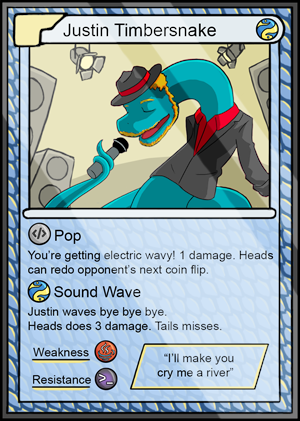 Justin Timbersnake
</> Pop
You're getting electric wavy! 1 damage. Heads
can redo opponent's next coin flip.
Sound Wave
Justin waves bye bye bye.
Heads does 3 damage. Tails misses.
Weakness
Resistance >_
"I'll make you
cry me a river"